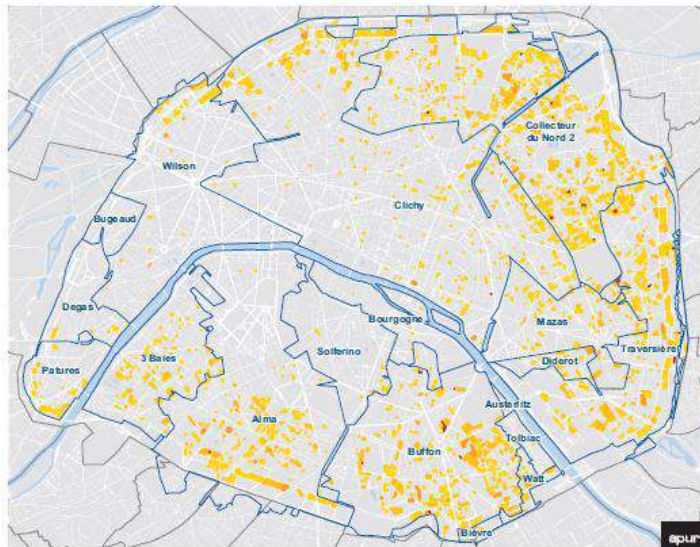 Collecteur
du Nord 2
Wilson
Clichy
Bugeaud
Degas
Bourgogne
Mazas
Solferino
Traversière
3 Baies
Diderot
Patures
Austerlitz
Alma
Tolbiac
Buffon
Watt
Bièvre
apur